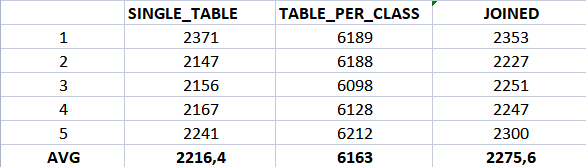 SINGLE_TABLE TABLE_PER_CLASS JOINED
1 2371 6189 2353
2 2147 6188 2227
3 2156 6098 2251
4 2167 6128 2247
5 2241 6212 2300
AVG 2216,4 6163 2275,6